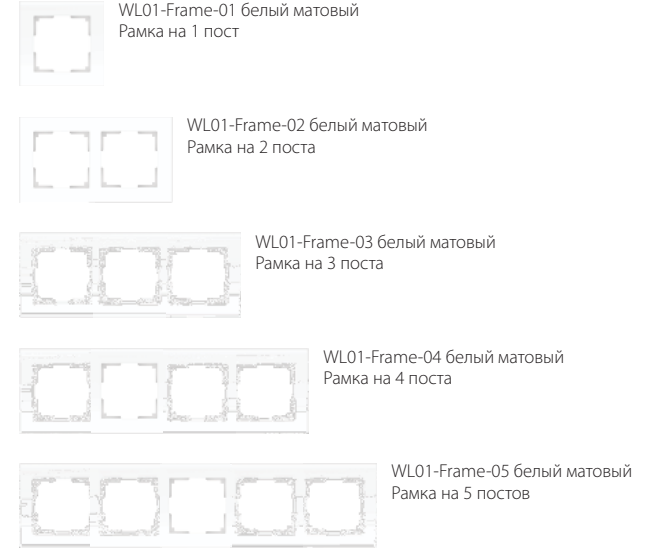 WL01-Frame-01 белый матовый
Рамка на 1 пост
WL01-Frame-02 белый матовый
Рамка на 2 поста
WL01-Frame-03 белый матовый
Рамка на 3 поста
WL01-Frame-04 белый матовый
Рамка на 4 поста
WL01-Frame-05 белый матовый
Рамка на 5 постов